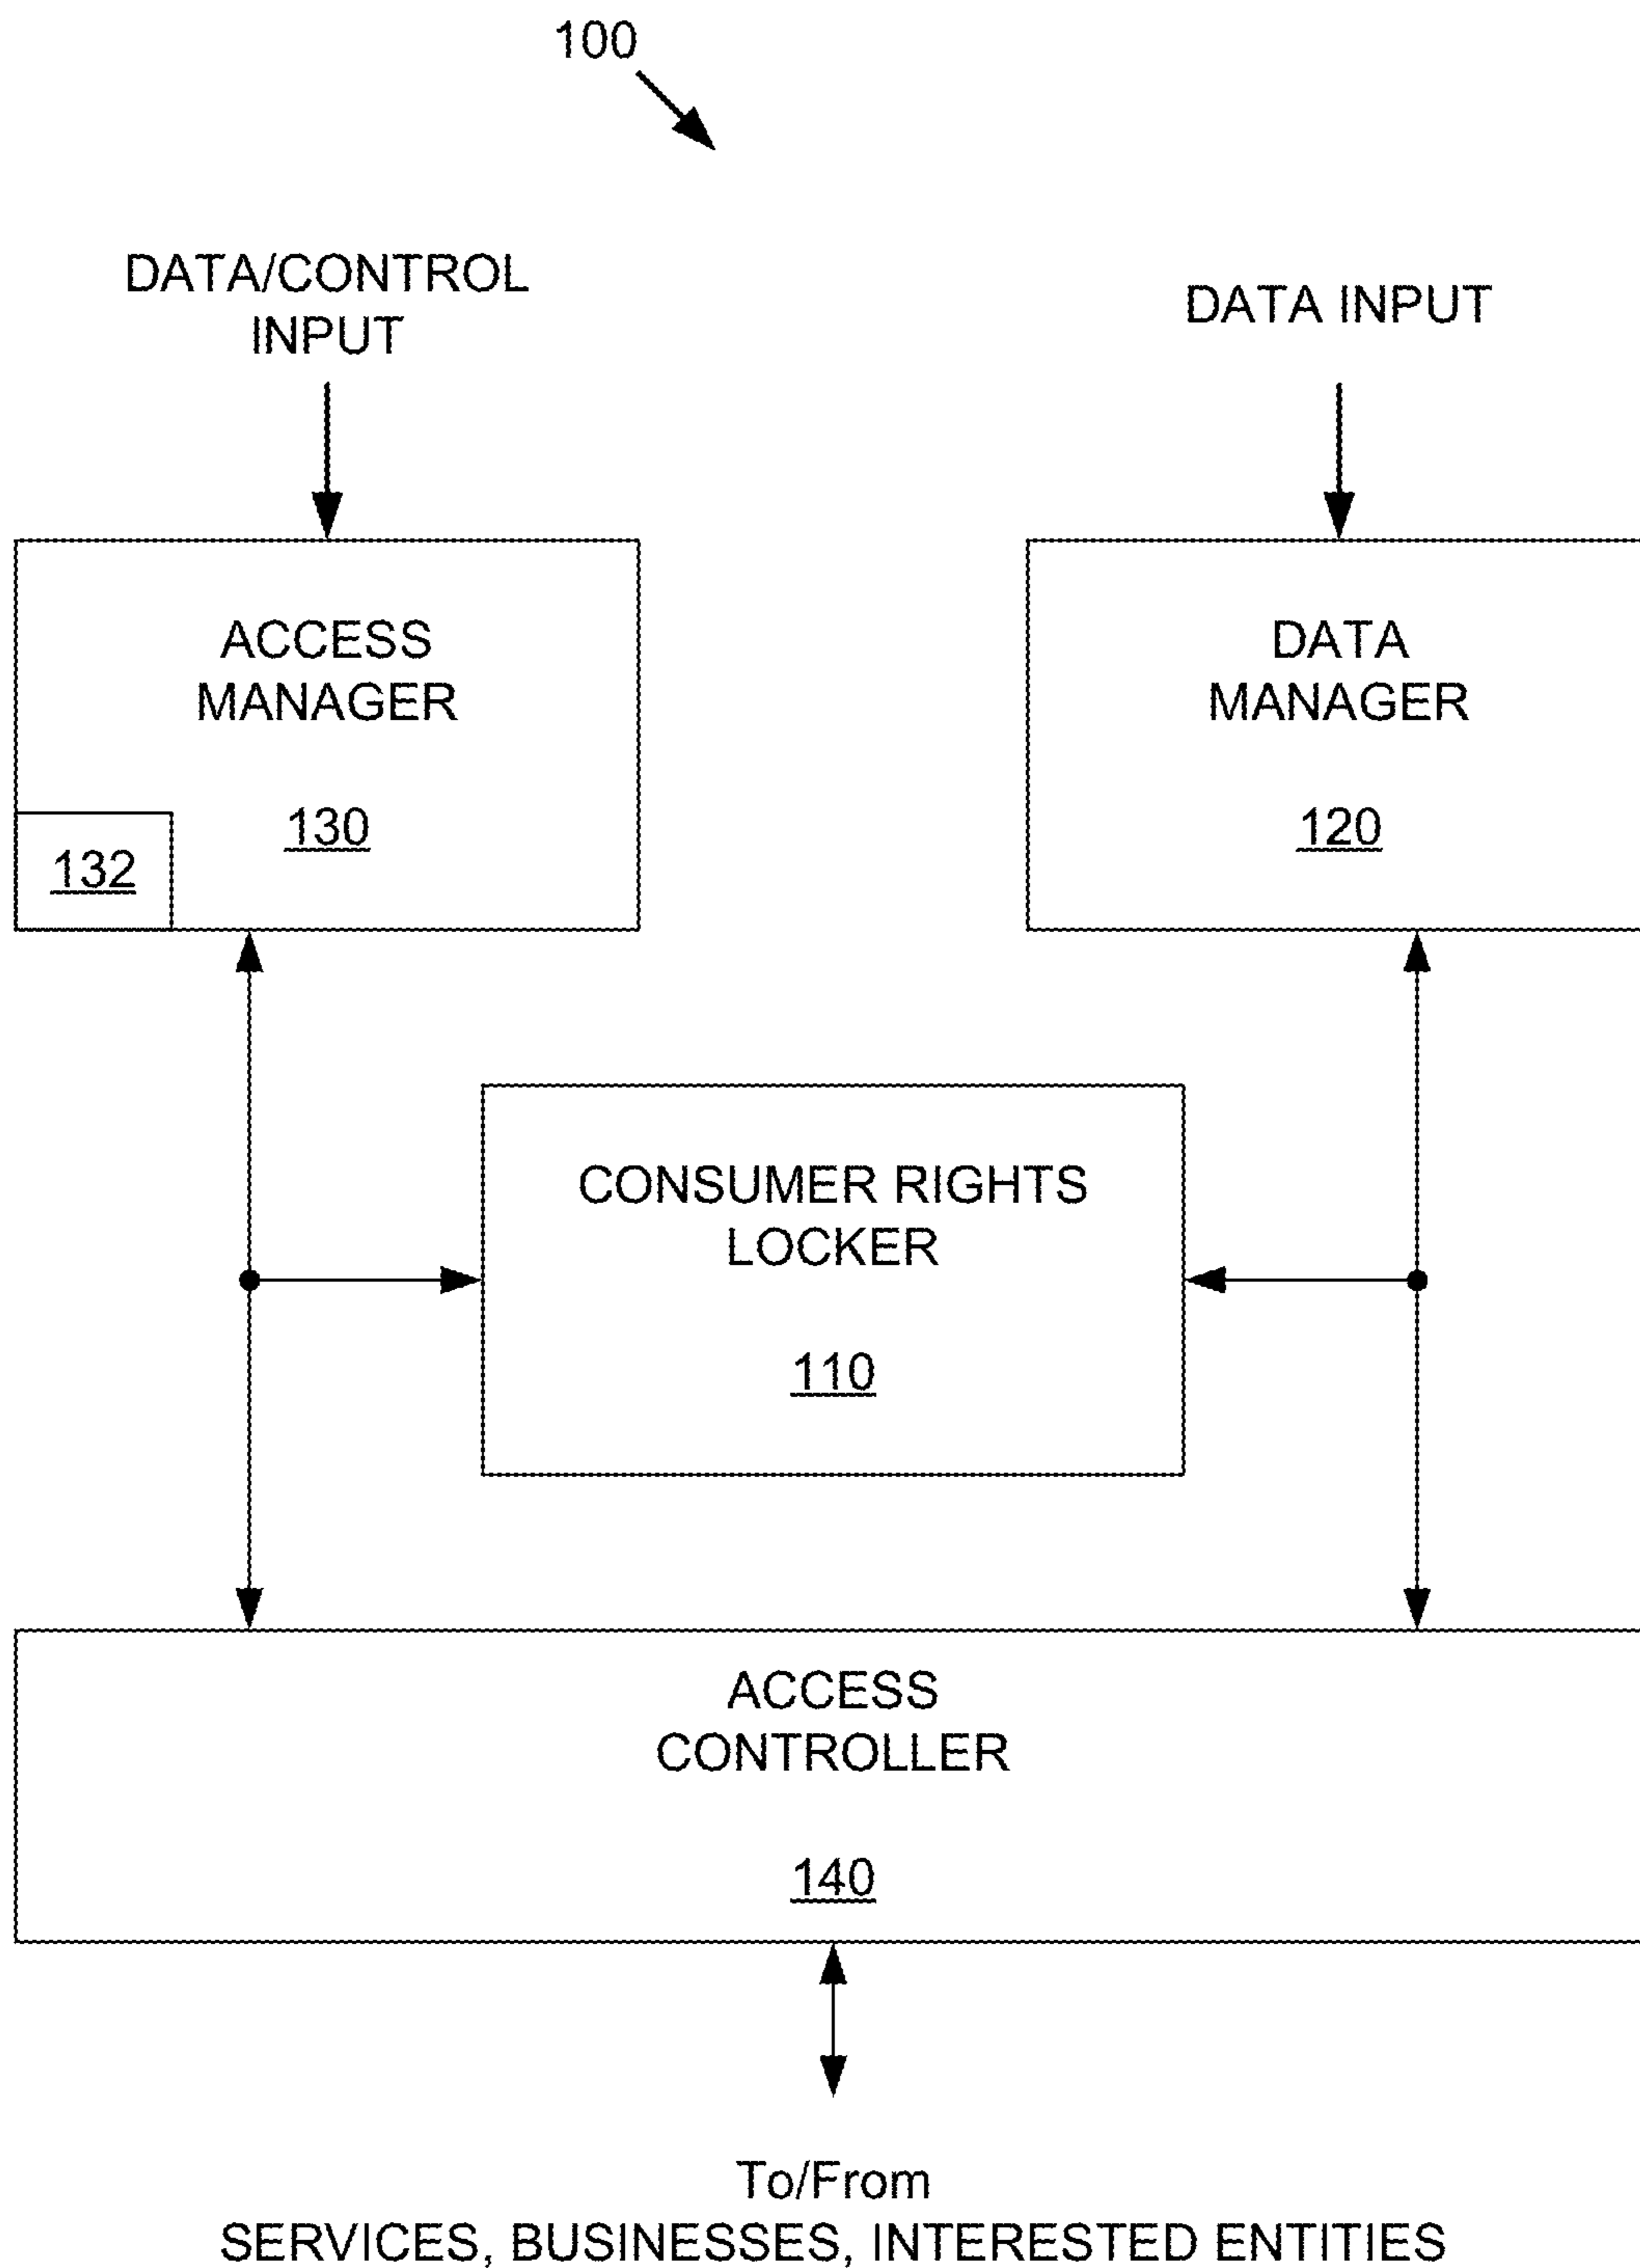 100
DATA/CONTROL
INPUT
DATA INPUT
ACCESS
MANAGER
130
132
DATA
MANAGER
120
CONSUMER RIGHTS
LOCKER
110
ACCESS
CONTROLLER
140
To/From
SERVICES, BUSINESSES, INTERESTED ENTITIES